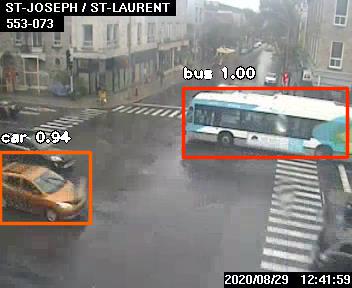 ST-JOSEPH / ST-LAURENT
553-073
bus 1.00
car 0.94
2020/08/29 12:41:59